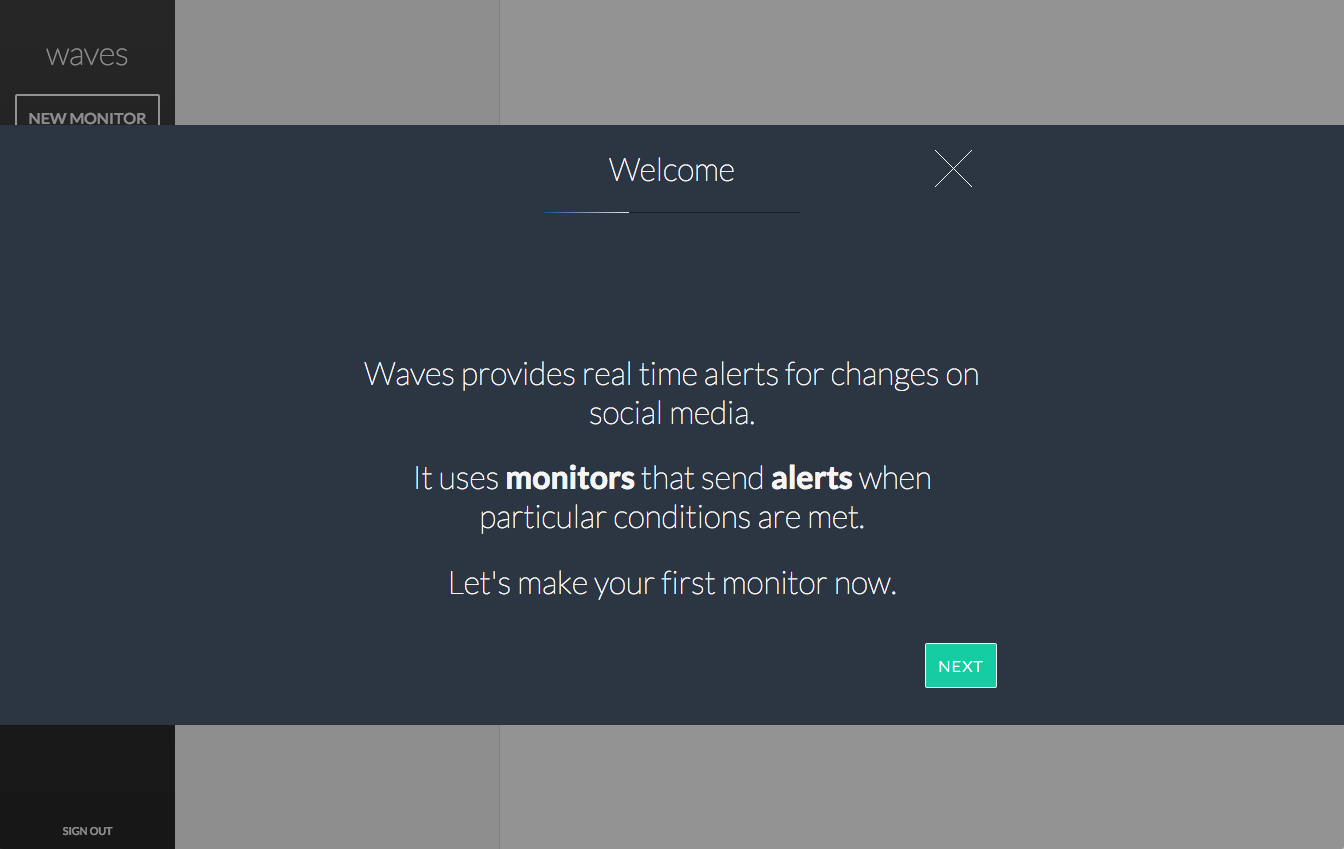 waves
NEW MONITOR
Welcome
Waves provides real time alerts for changes on
social media.
It uses monitors that send alerts when
particular conditions are met.
Let's make your first monitor now.
NEXT
SIGN OUT